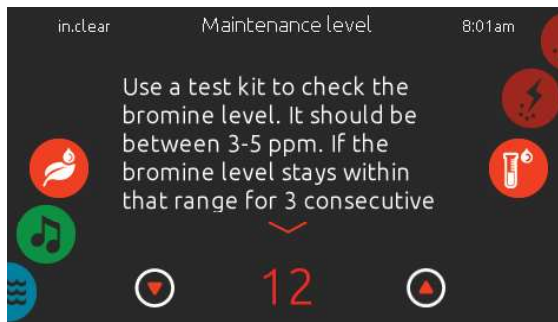 in.clear Maintenance level 8:01am
Use a test kit to check the
bromine level. It should be
between 3-5 ppm. If the
bromine level stays within
that range for 3 consecutive
12